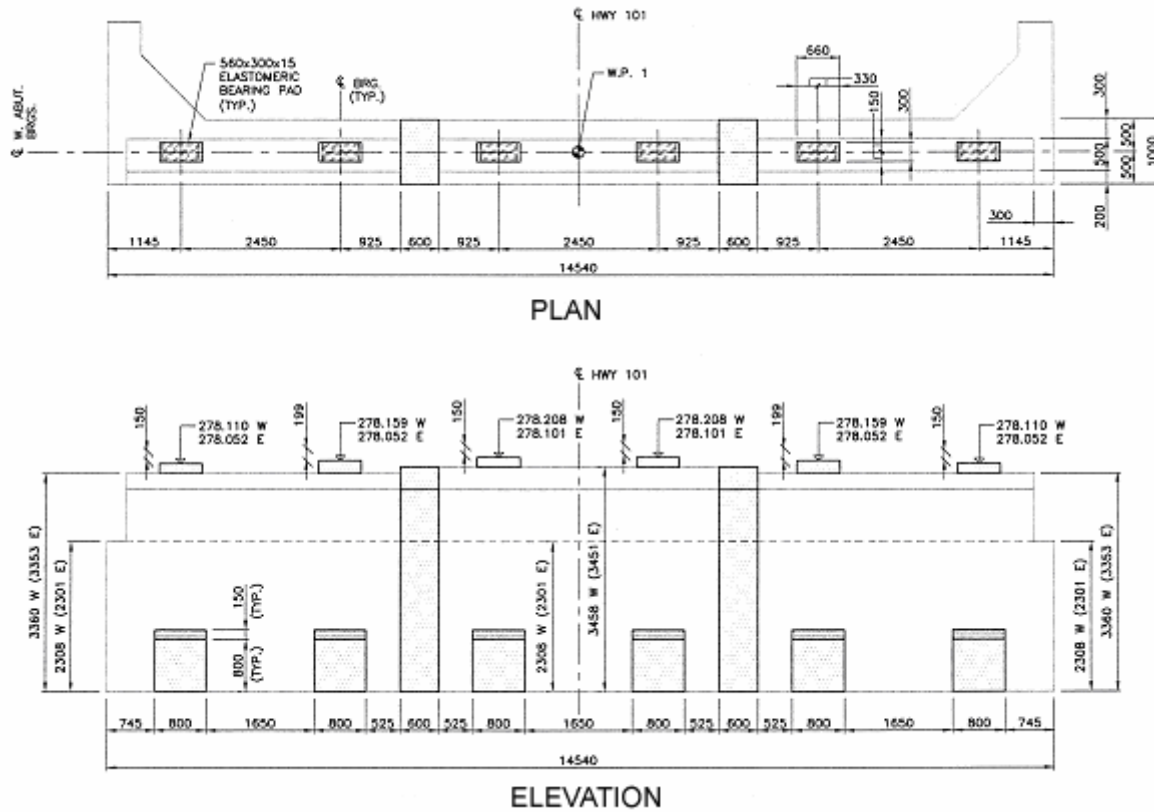 ℄ HWY 101
560x300x15
ELASTOMERIC
BEARING PAD
(TYP.)
℄ BRG.
(TYP.)
W.P. 1
660
330
150
300
300
℄ W. ABUT.
BRGS.
500
500
500
500
1000
300
200
1145
2450
925
600
925
2450
925
600
925
2450
1145
14540
PLAN
℄ HWY 101
150
278.110 W
278.052 E
199
278.159 W
278.052 E
150
278.208 W
278.101 E
150
278.208 W
278.101 E
199
278.159 W
278.052 E
150
278.110 W
278.052 E
3360 W (3353 E)
2308 W (2301 E)
150
(TYP.)
800
(TYP.)
2308 W (2301 E)
3458 W (3451 E)
2308 W (2301 E)
3360 W (3353 E)
745
800
1650
800
525
600
525
800
1650
800
525
600
525
800
1650
800
745
14540
ELEVATION